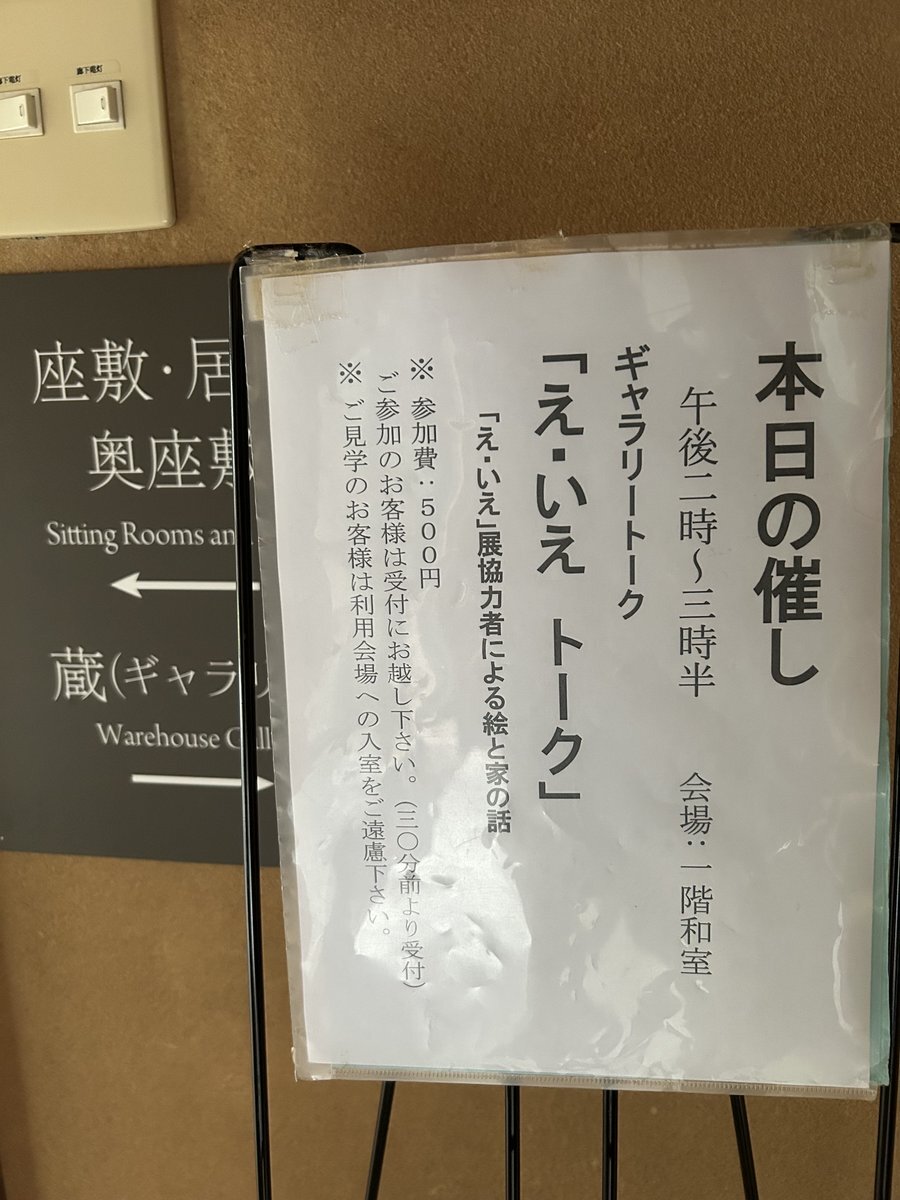 廊下電灯
本日の催し
午後二時～三時半　会場：一階和室
ギャラリートーク
「え・いえ トーク」
「え・いえ」展協力者による絵と家の話
※ 参加費：５００円
ご参加のお客様は受付にお越し下さい。（三〇分前より受付）
※ ご見学のお客様は利用会場への入室をご遠慮下さい。
座敷・居
奥座敷
Sitting Rooms an
蔵(ギャラリ
Warehouse Gall